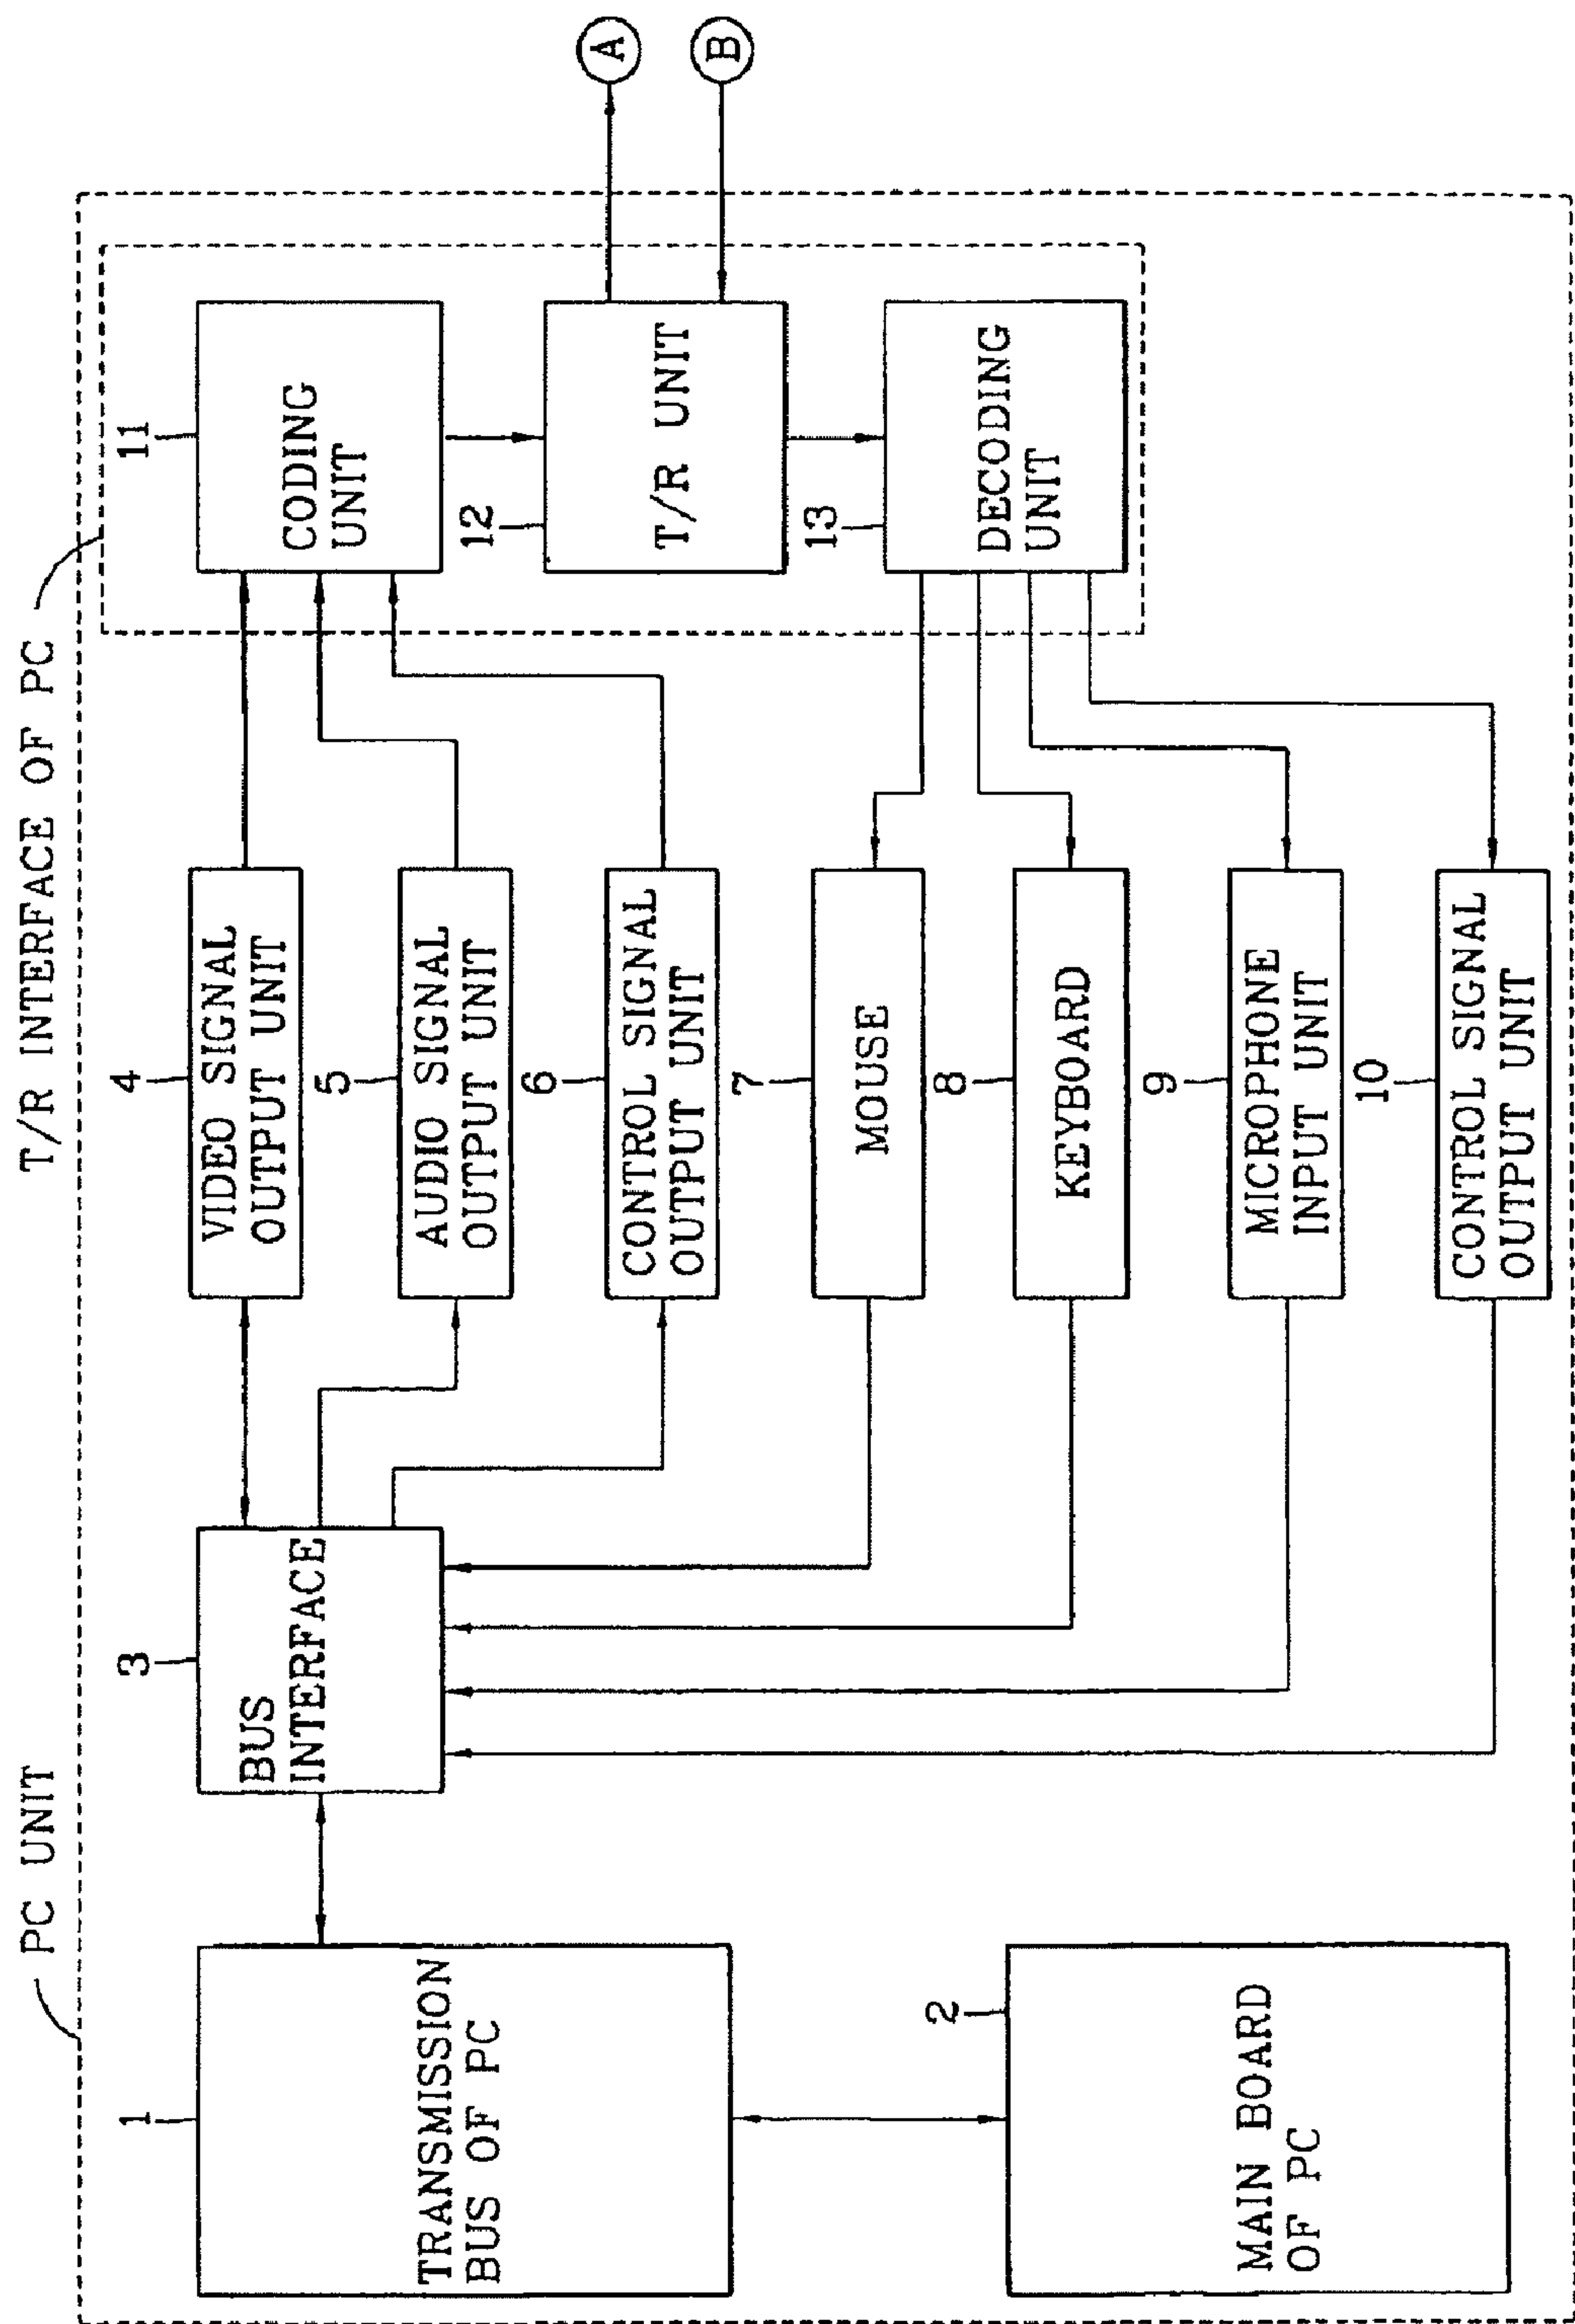 PC UNIT
T/R INTERFACE OF PC
1
TRANSMISSION
BUS OF PC
2
MAIN BOARD
OF PC
3
BUS
INTERFACE
4
VIDEO SIGNAL
OUTPUT UNIT
5
AUDIO SIGNAL
OUTPUT UNIT
6
CONTROL SIGNAL
OUTPUT UNIT
7
MOUSE
8
KEYBOARD
9
MICROPHONE
INPUT UNIT
10
CONTROL SIGNAL
OUTPUT UNIT
11
CODING
UNIT
12
T/R UNIT
13
DECODING
UNIT
A
B